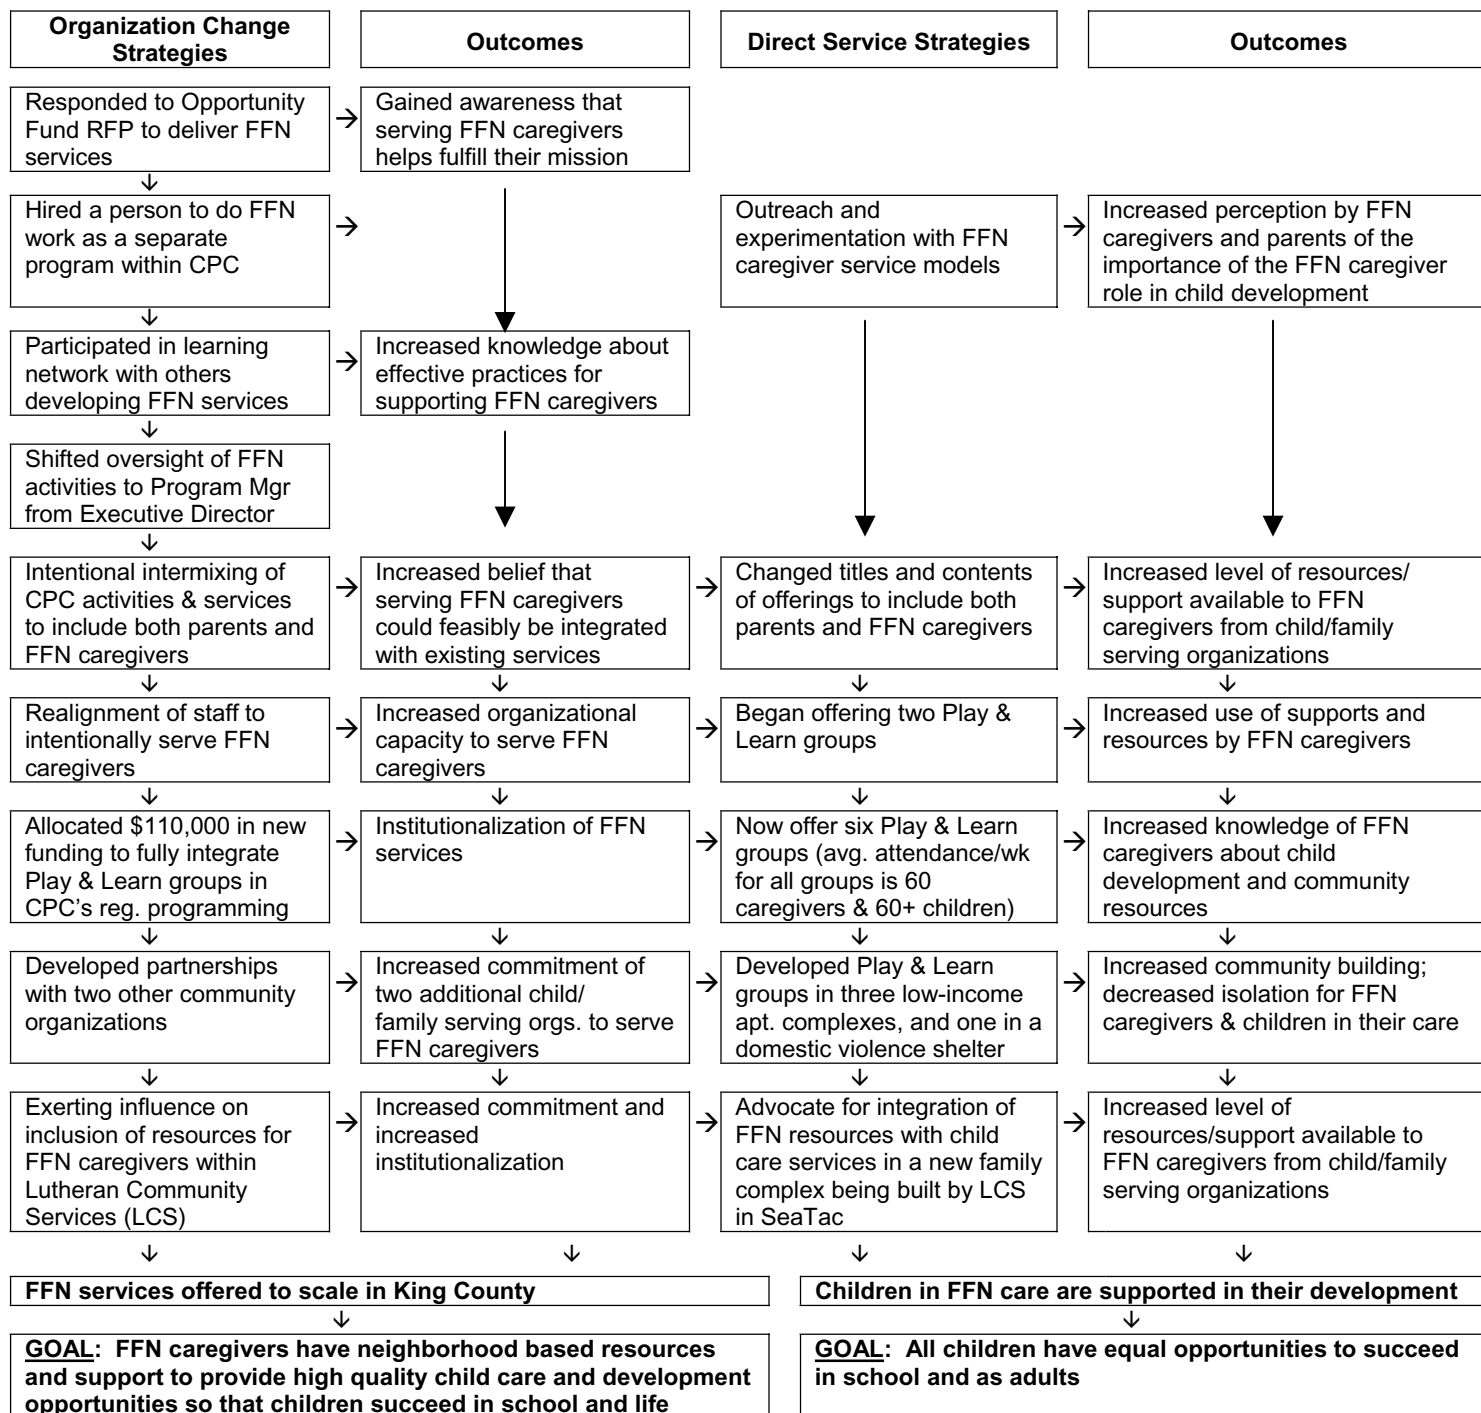 Organization Change
Strategies
Outcomes
Direct Service Strategies
Outcomes
Responded to Opportunity
Fund RFP to deliver FFN
services
→
Gained awareness that
serving FFN caregivers
helps fulfill their mission
Hired a person to do FFN
work as a separate
program within CPC
→
Outreach and
experimentation with FFN
caregiver service models
→
Increased perception by FFN
caregivers and parents of the
importance of the FFN caregiver
role in child development
Participated in learning
network with others
developing FFN services
→
Increased knowledge about
effective practices for
supporting FFN caregivers
Shifted oversight of FFN
activities to Program Mgr
from Executive Director
Intentional intermixing of
CPC activities & services
to include both parents and
FFN caregivers
→
Increased belief that
serving FFN caregivers
could feasibly be integrated
with existing services
→
Changed titles and contents
of offerings to include both
parents and FFN caregivers
→
Increased level of resources/
support available to FFN
caregivers from child/family
serving organizations
Realignment of staff to
intentionally serve FFN
caregivers
→
Increased organizational
capacity to serve FFN
caregivers
→
Began offering two Play &
Learn groups
→
Increased use of supports and
resources by FFN caregivers
Allocated $110,000 in new
funding to fully integrate
Play & Learn groups in
CPC's reg. programming
→
Institutionalization of FFN
services
→
Now offer six Play & Learn
groups (avg. attendance/wk
for all groups is 60
caregivers & 60+ children)
→
Increased knowledge of FFN
caregivers about child
development and community
resources
Developed partnerships
with two other community
organizations
→
Increased commitment of
two additional child/
family serving orgs. to serve
FFN caregivers
→
Developed Play & Learn
groups in three low-income
apt. complexes, and one in a
domestic violence shelter
→
Increased community building;
decreased isolation for FFN
caregivers & children in their care
Exerting influence on
inclusion of resources for
FFN caregivers within
Lutheran Community
Services (LCS)
→
Increased commitment and
increased
institutionalization
→
Advocate for integration of
FFN resources with child
care services in a new family
complex being built by LCS
in SeaTac
→
Increased level of
resources/support available to
FFN caregivers from child/family
serving organizations
FFN services offered to scale in King County
Children in FFN care are supported in their development
GOAL: FFN caregivers have neighborhood based resources
and support to provide high quality child care and development
opportunities so that children succeed in school and life
GOAL: All children have equal opportunities to succeed
in school and as adults